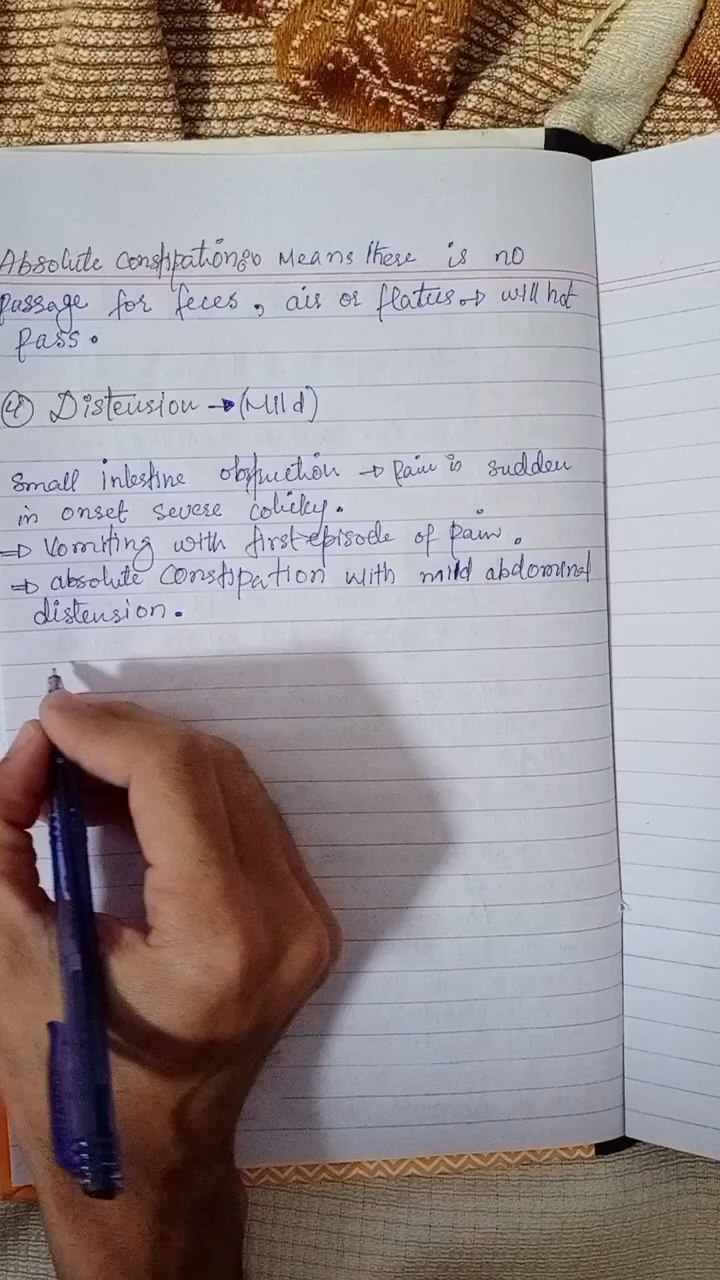 Absolute Constipation:o Means there is no
passage for feces, air or flatus. → will not
pass.
④ Distension → (Mild)
Small intestine obstruction → Pain is sudden
in onset severe colicky.
⇒ Vomiting with first episode of Pain.
⇒ absolute constipation with mild abdominal
distension.